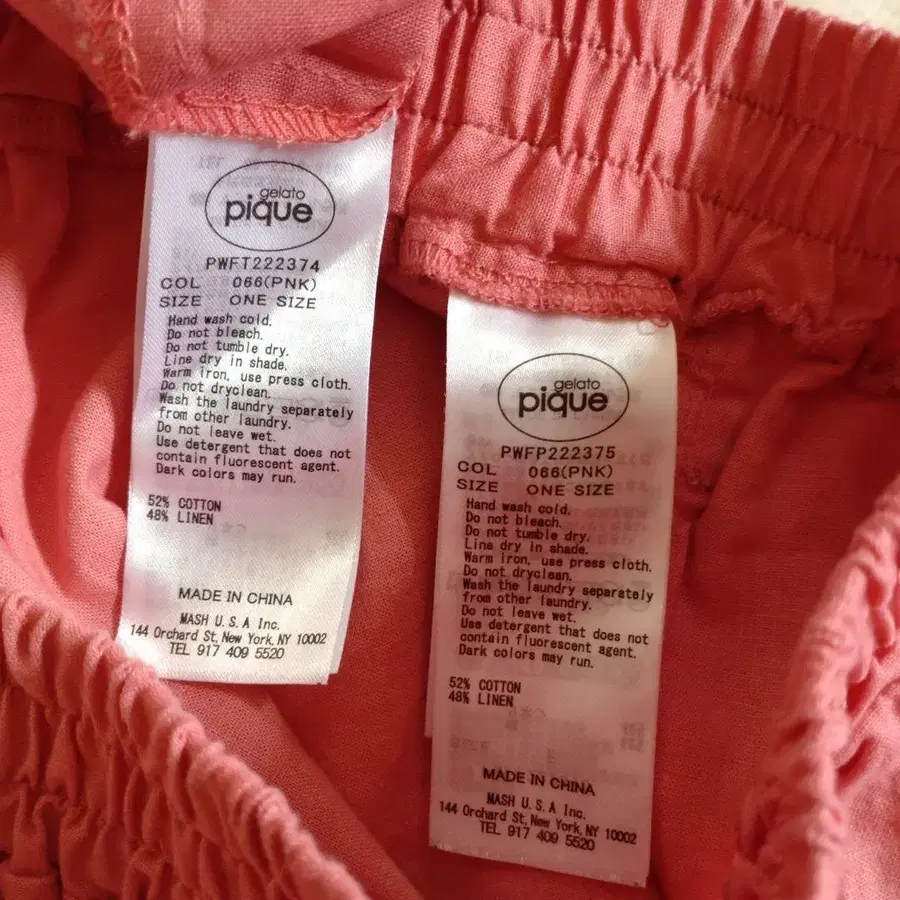 gelato
pique
PWFT222374
COL 066(PNK)
SIZE ONE SIZE
Hand wash cold.
Do not bleach.
Do not tumble dry.
Line dry in shade.
Warm iron, use press cloth.
Do not dryclean.
Wash the laundry separately
from other laundry.
Do not leave wet.
Use detergent that does not
contain fluorescent agent.
Dark colors may run.
52% COTTON
48% LINEN
MADE IN CHINA
MASH U.S.A Inc.
144 Orchard St, New York, NY 10002
TEL 917 409 5520
gelato
pique
PWFP222375
COL 066(PNK)
SIZE ONE SIZE
Hand wash cold.
Do not bleach.
Do not tumble dry.
Line dry in shade.
Warm iron, use press cloth.
Do not dryclean.
Wash the laundry separately
from other laundry.
Do not leave wet.
Use detergent that does not
contain fluorescent agent.
Dark colors may run.
52% COTTON
48% LINEN
MADE IN CHINA
MASH U.S.A Inc.
144 Orchard St, New York, NY 10002
TEL 917 409 5520